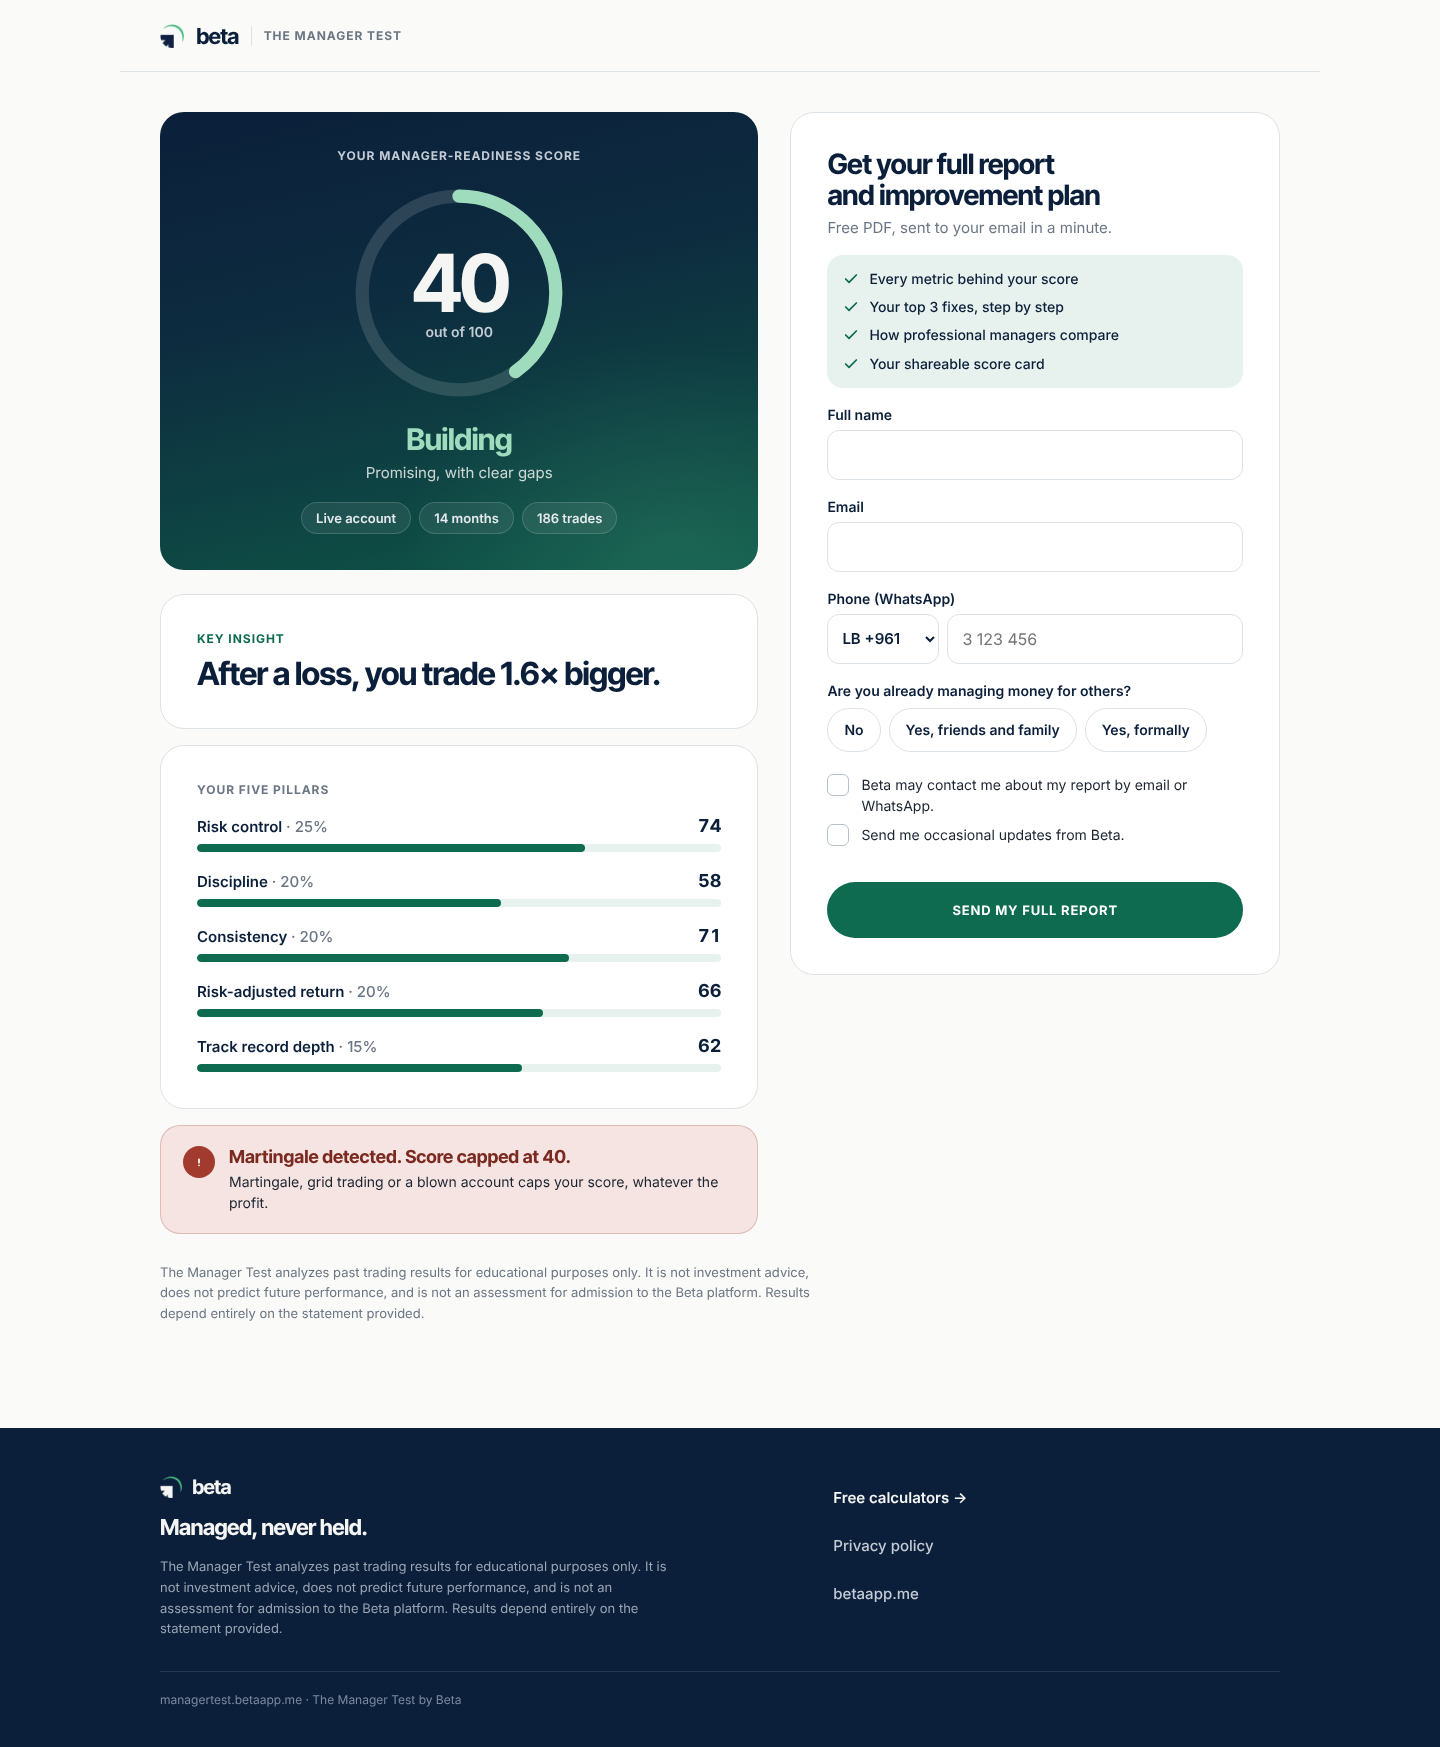 beta
THE MANAGER TEST
YOUR MANAGER-READINESS SCORE
40
out of 100
Building
Promising, with clear gaps
Live account
14 months
186 trades
KEY INSIGHT
After a loss, you trade 1.6× bigger.
YOUR FIVE PILLARS
Risk control · 25%
74
Discipline · 20%
58
Consistency · 20%
71
Risk-adjusted return · 20%
66
Track record depth · 15%
62
!
Martingale detected. Score capped at 40.
Martingale, grid trading or a blown account caps your score, whatever the
profit.
Get your full report
and improvement plan
Free PDF, sent to your email in a minute.
Every metric behind your score
Your top 3 fixes, step by step
How professional managers compare
Your shareable score card
Full name
Email
Phone (WhatsApp)
LB +961
3 123 456
Are you already managing money for others?
No
Yes, friends and family
Yes, formally
Beta may contact me about my report by email or
WhatsApp.
Send me occasional updates from Beta.
SEND MY FULL REPORT
The Manager Test analyzes past trading results for educational purposes only. It is not investment advice,
does not predict future performance, and is not an assessment for admission to the Beta platform. Results
depend entirely on the statement provided.
beta
Managed, never held.
The Manager Test analyzes past trading results for educational purposes only. It is
not investment advice, does not predict future performance, and is not an
assessment for admission to the Beta platform. Results depend entirely on the
statement provided.
Free calculators →
Privacy policy
betaapp.me
managertest.betaapp.me · The Manager Test by Beta